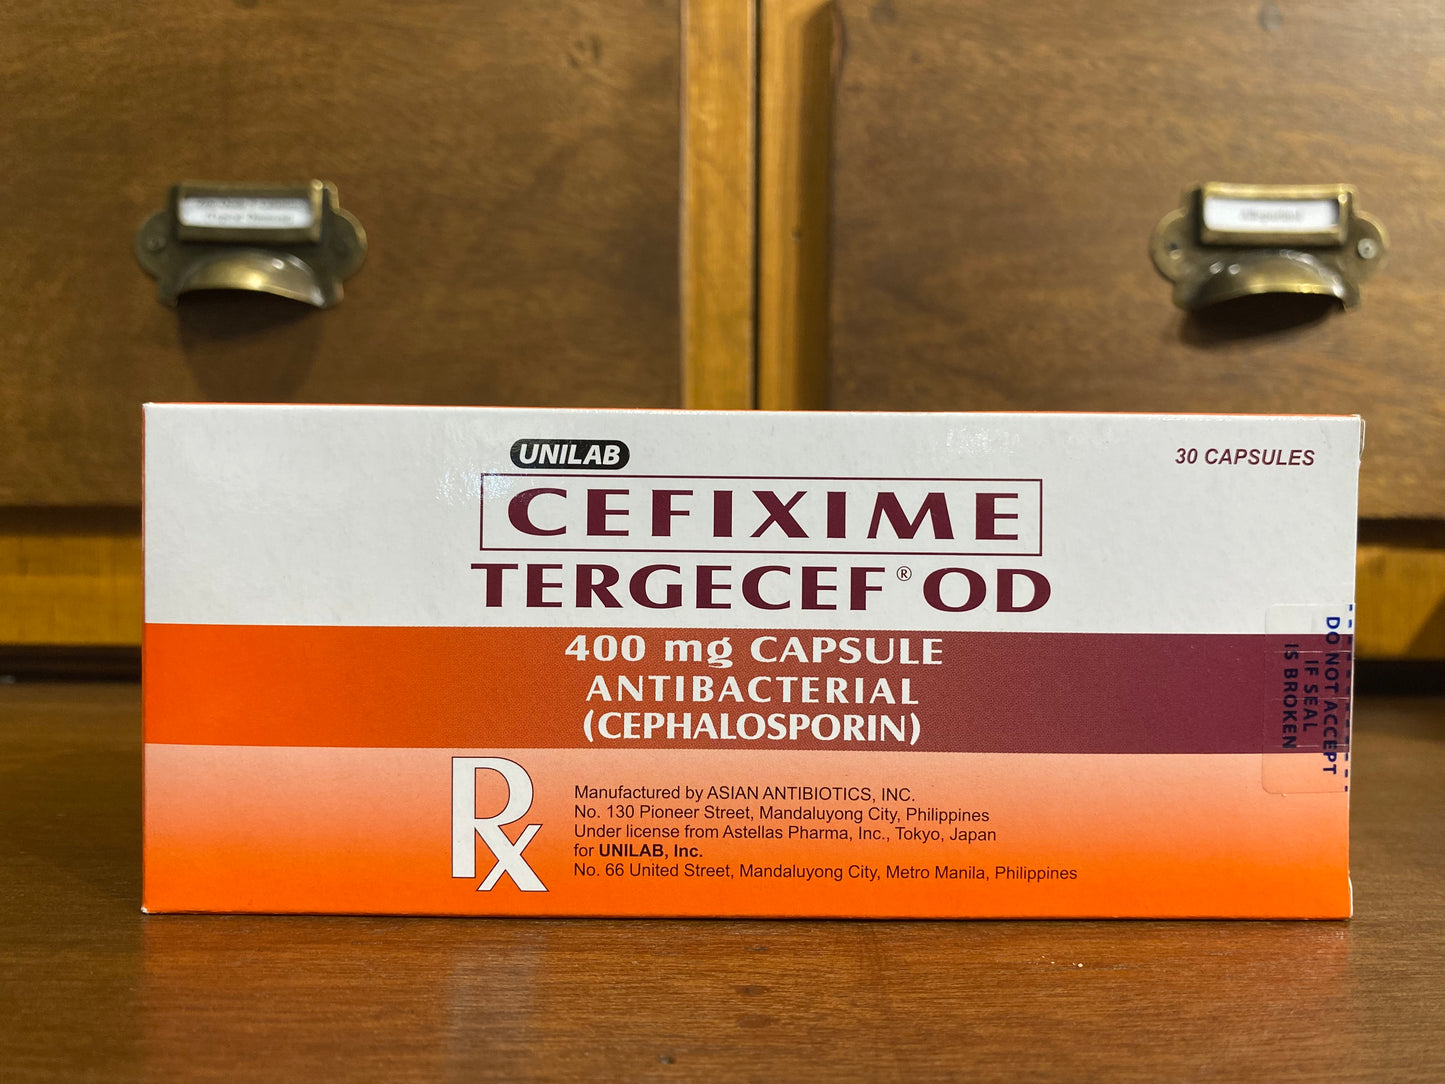 UNILAB
30 CAPSULES
CEFIXIME
TERGECEF® OD
400 mg CAPSULE
ANTIBACTERIAL
(CEPHALOSPORIN)
DO NOT ACCEPT
IF SEAL
IS BROKEN
Rx
Manufactured by ASIAN ANTIBIOTICS, INC.
No. 130 Pioneer Street, Mandaluyong City, Philippines
Under license from Astellas Pharma, Inc., Tokyo, Japan
for UNILAB, Inc.
No. 66 United Street, Mandaluyong City, Metro Manila, Philippines